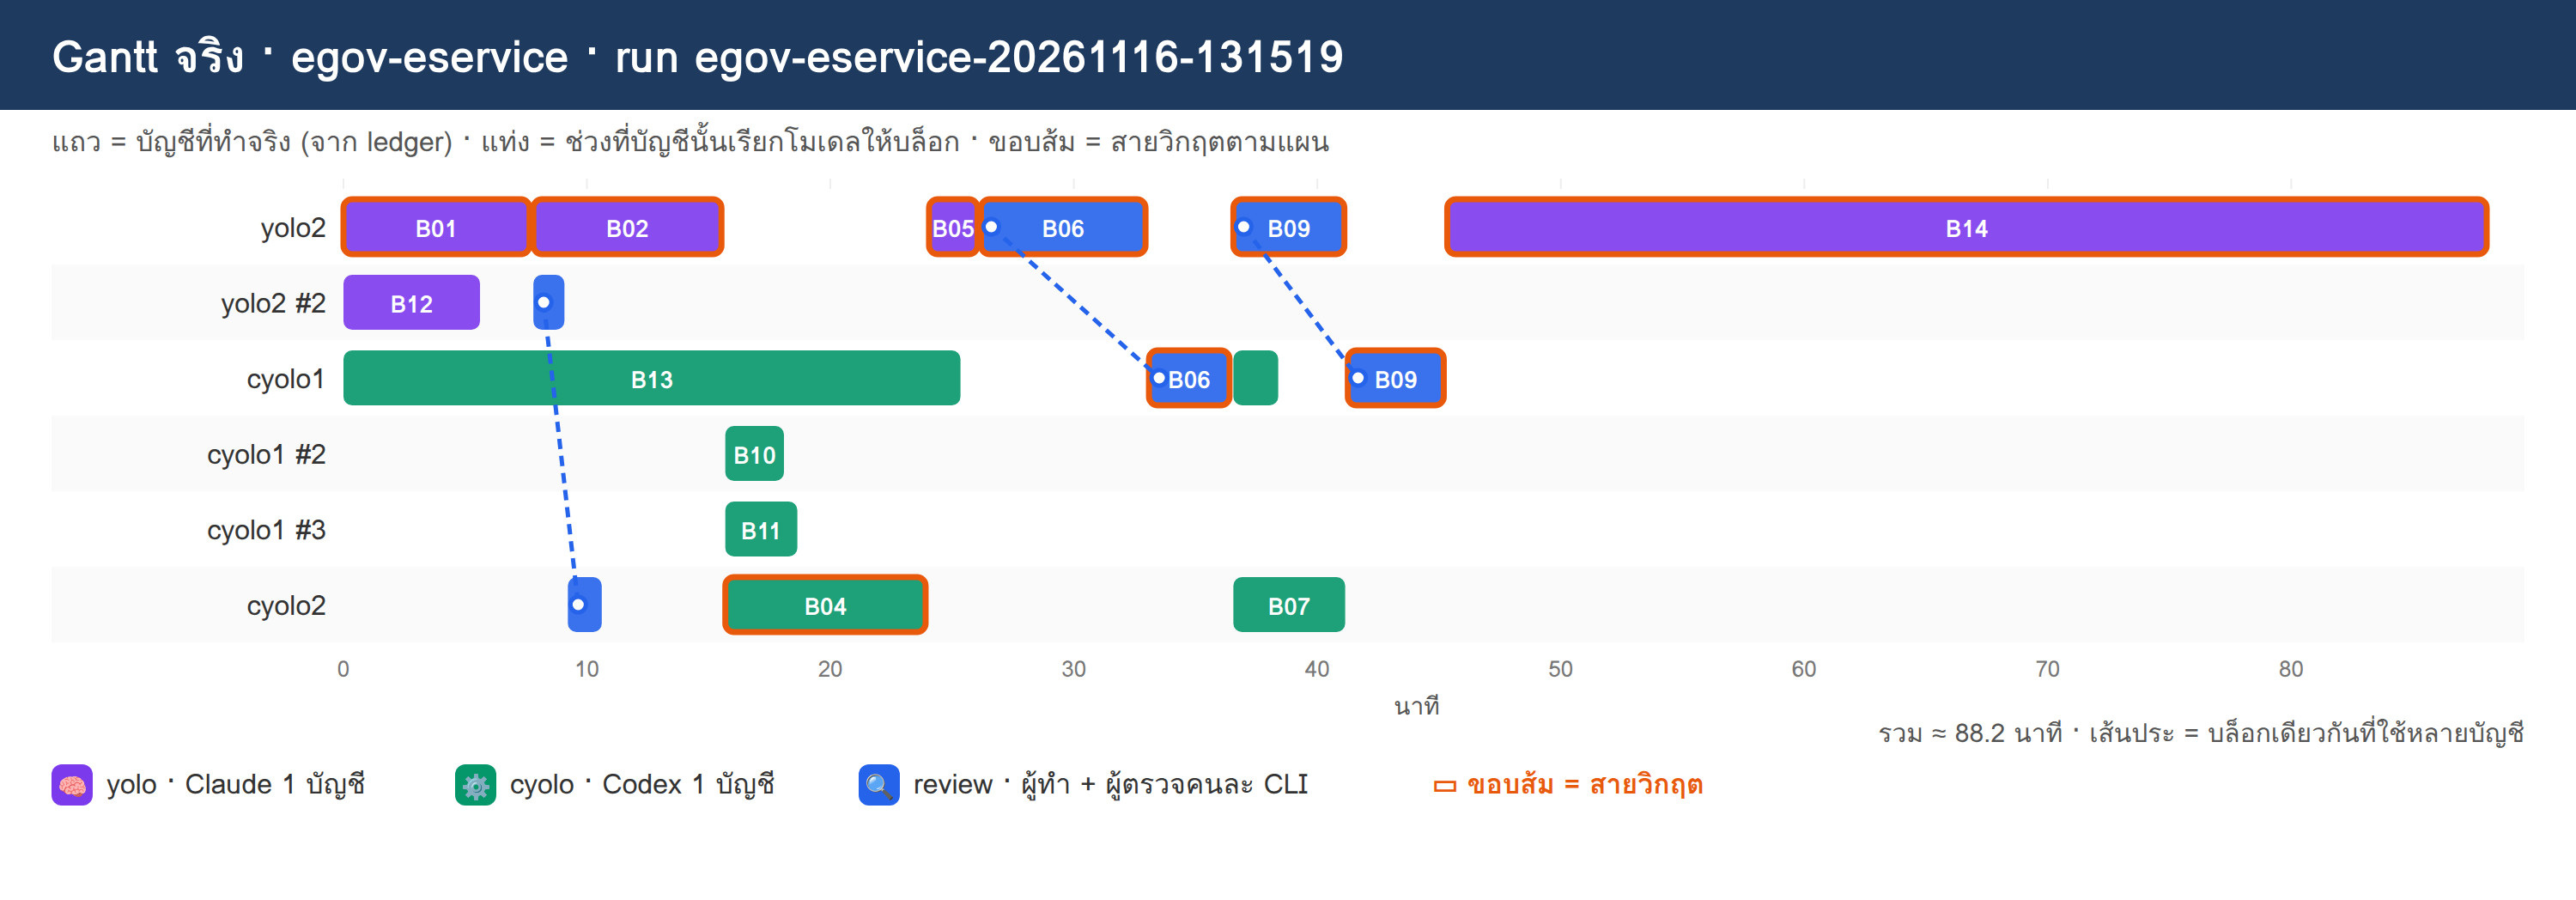 Gantt จริง · egov-eservice · run egov-eservice-20261116-131519
แถว = บัญชีที่ทำจริง (จาก ledger) · แท่ง = ช่วงที่บัญชีนั้นเรียกโมเดลให้บล็อก · ขอบส้ม = สายวิกฤตตามแผน
yolo2 B01 B02 B05 B06 B09 B14
yolo2 #2 B12
cyolo1 B13 B06 B09
cyolo1 #2 B10
cyolo1 #3 B11
cyolo2 B04 B07
0 10 20 30 40 50 60 70 80
นาที
รวม ≈ 88.2 นาที · เส้นประ = บล็อกเดียวกันที่ใช้หลายบัญชี
yolo · Claude 1 บัญชี
cyolo · Codex 1 บัญชี
review · ผู้ทำ + ผู้ตรวจคนละ CLI
▭ ขอบส้ม = สายวิกฤต